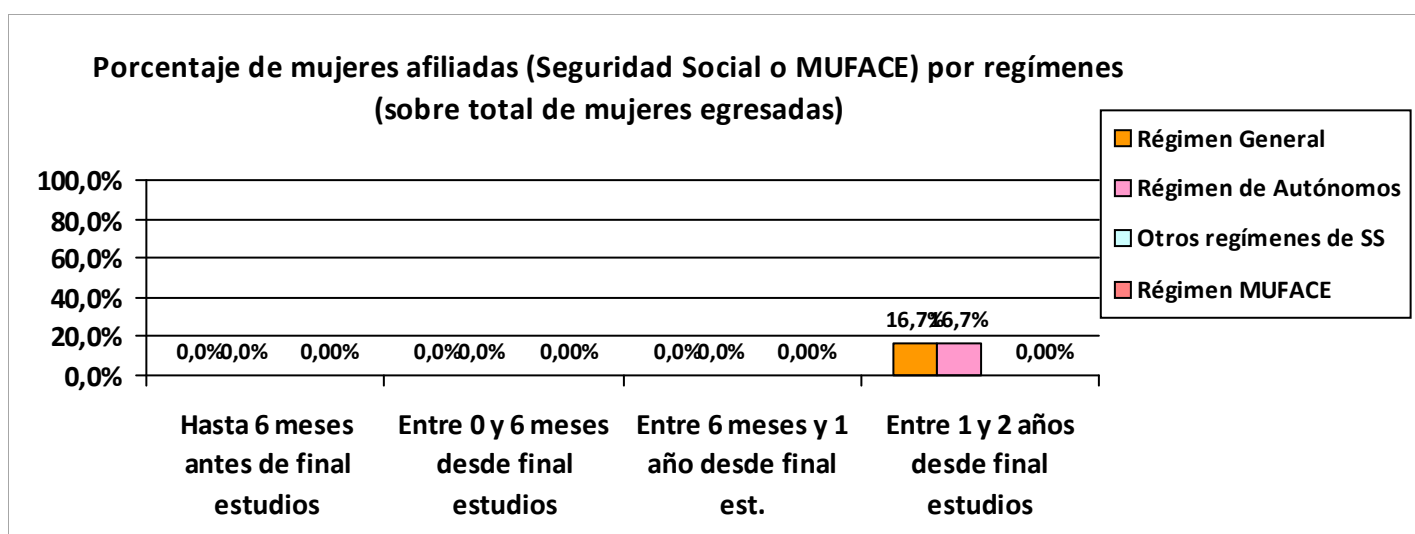 Porcentaje de mujeres afiliadas (Seguridad Social o MUFACE) por regímenes
(sobre total de mujeres egresadas)
Régimen General
Régimen de Autónomos
Otros regímenes de SS
Régimen MUFACE
100,0%
80,0%
60,0%
40,0%
20,0%
0,0%
0,0% 0,0% 0,00% 0,0% 0,0% 0,00% 0,0% 0,0% 0,00% 16,7% 16,7% 0,00%
Hasta 6 meses
antes de final
estudios
Entre 0 y 6 meses
desde final
estudios
Entre 6 meses y 1
año desde final
est.
Entre 1 y 2 años
desde final
estudios